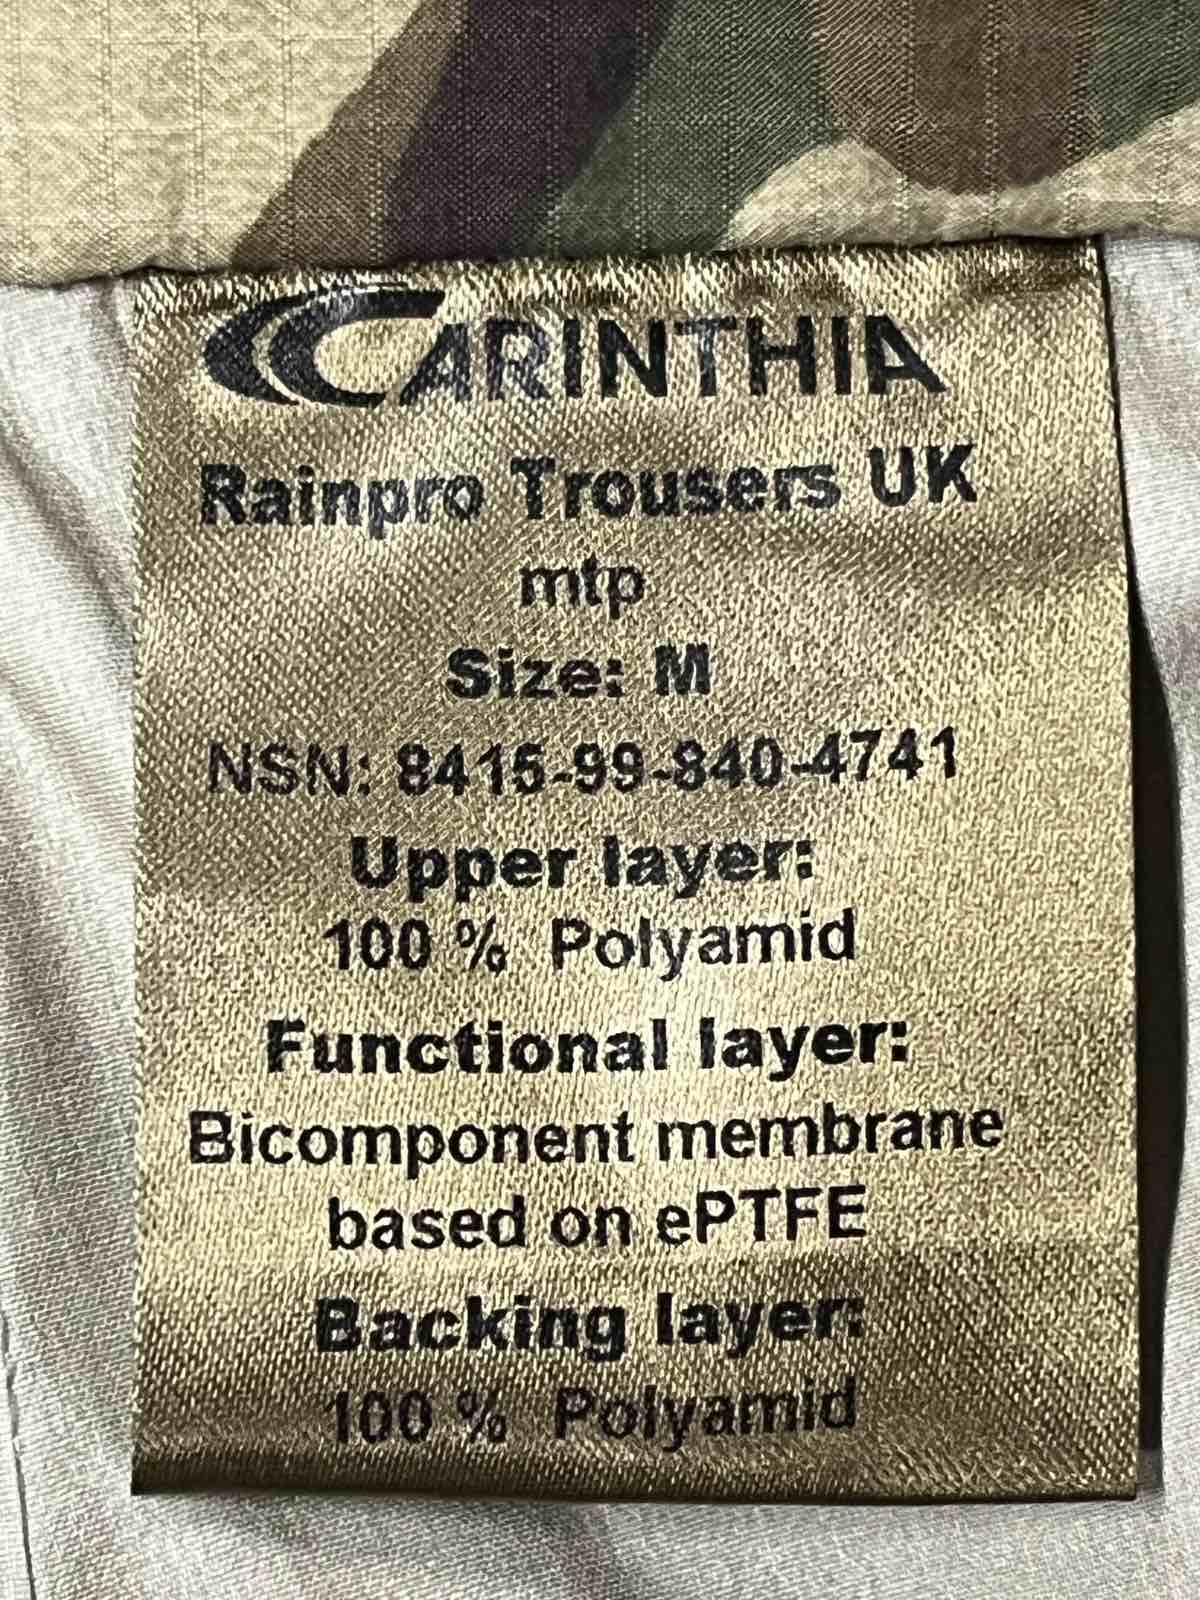 CARINTHIA
Rainpro Trousers UK
mtp
Size: M
NSN: 8415-99-840-4741
Upper layer:
100 % Polyamid
Functional layer:
Bicomponent membrane
based on ePTFE
Backing layer:
100 % Polyamid